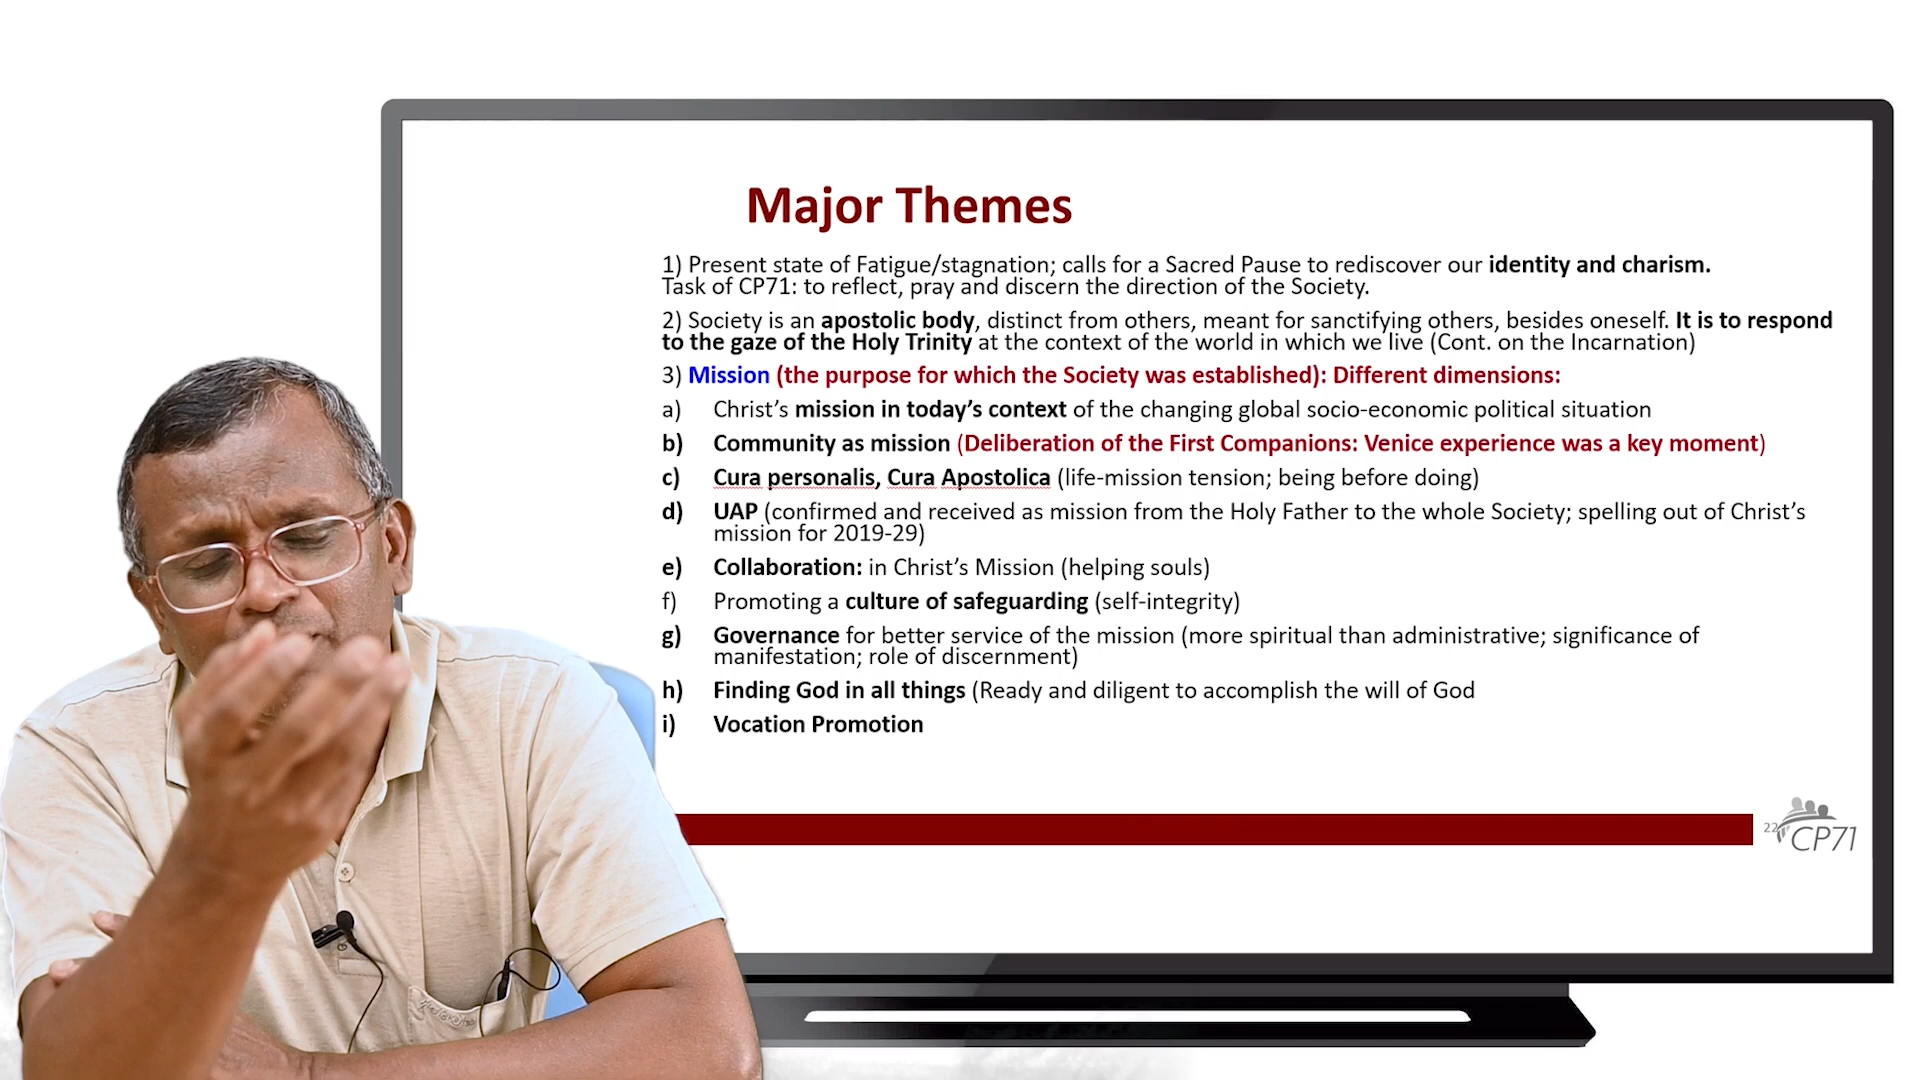 Major Themes
1) Present state of Fatigue/stagnation; calls for a Sacred Pause to rediscover our identity and charism.
Task of CP71: to reflect, pray and discern the direction of the Society.
2) Society is an apostolic body, distinct from others, meant for sanctifying others, besides oneself. It is to respond
to the gaze of the Holy Trinity at the context of the world in which we live (Cont. on the Incarnation)
3) Mission (the purpose for which the Society was established): Different dimensions:
a) Christ’s mission in today’s context of the changing global socio-economic political situation
b) Community as mission (Deliberation of the First Companions: Venice experience was a key moment)
c) Cura personalis, Cura Apostolica (life-mission tension; being before doing)
d) UAP (confirmed and received as mission from the Holy Father to the whole Society; spelling out of Christ’s
mission for 2019-29)
e) Collaboration: in Christ’s Mission (helping souls)
f) Promoting a culture of safeguarding (self-integrity)
g) Governance for better service of the mission (more spiritual than administrative; significance of
manifestation; role of discernment)
h) Finding God in all things (Ready and diligent to accomplish the will of God
i) Vocation Promotion
22
CP71